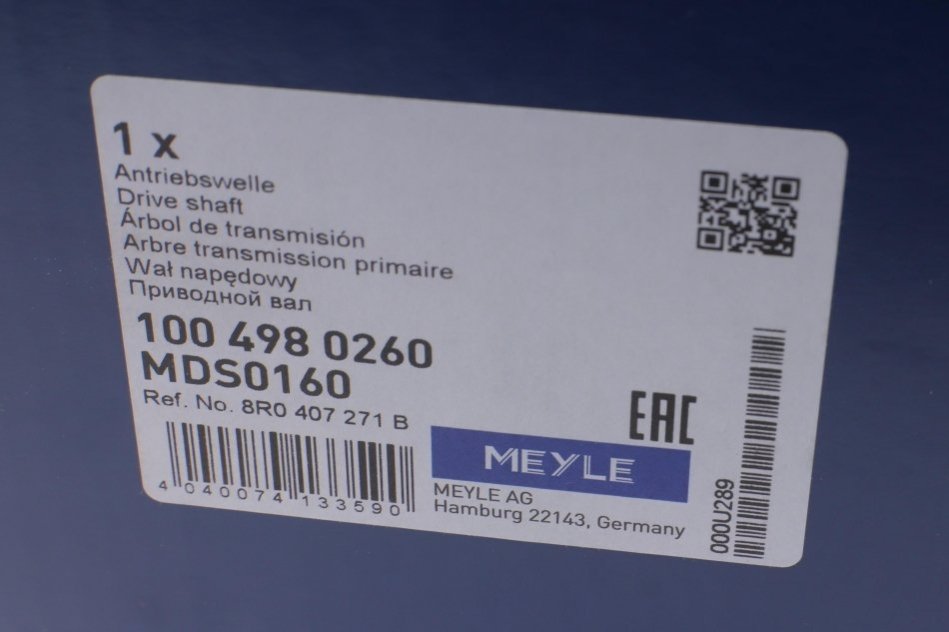 1 x
Antriebswelle
Drive shaft
Árbol de transmisión
Arbre transmission primaire
Wał napędowy
Приводной вал
100 498 0260
MDS0160
Ref. No. 8R0 407 271 B
4 040074 133590
EAC
MEYLE
MEYLE AG
Hamburg 22143, Germany
000U289